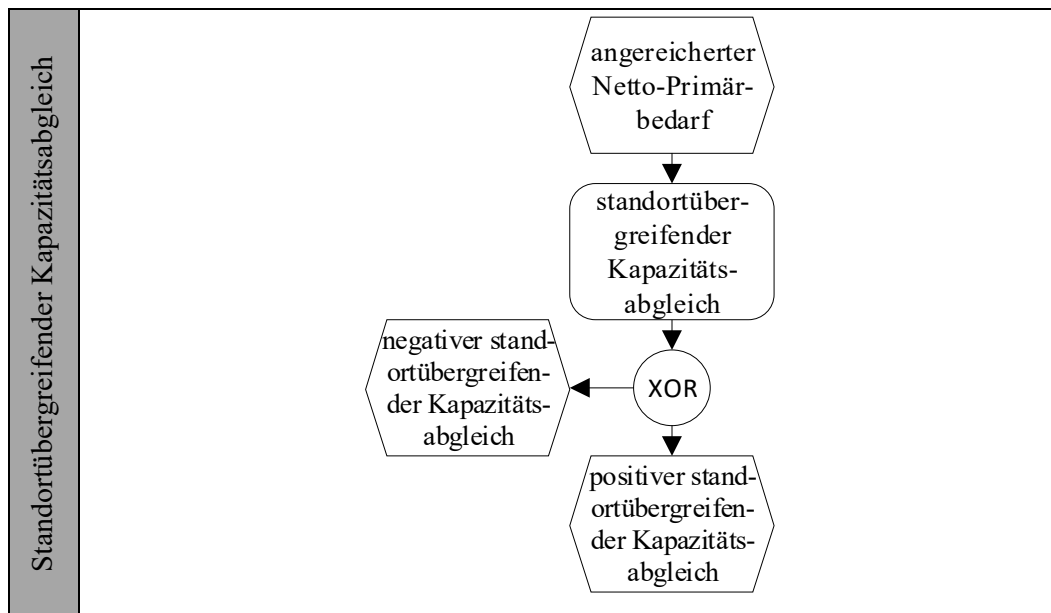 Standortübergreifender Kapazitätsabgleich
angereicherter
Netto-Primär-
bedarf
standortüber-
greifender
Kapazitäts-
abgleich
negativer stand-
ortübergreifen-
der Kapazitäts-
abgleich
XOR
positiver stand-
ortübergreifen-
der Kapazitäts-
abgleich